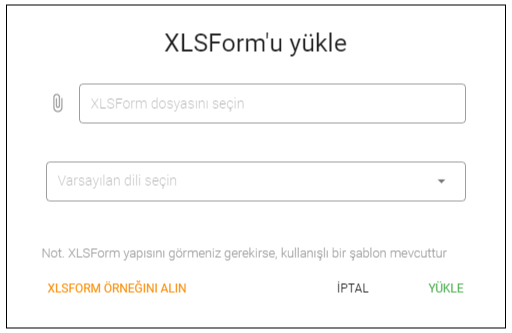 XLSForm'u yükle
XLSForm dosyasını seçin
Varsayılan dili seçin
Not. XLSForm yapısını görmeniz gerekirse, kullanışlı bir şablon mevcuttur
XLSFORM ÖRNEĞINI ALIN İPTAL YÜKLE